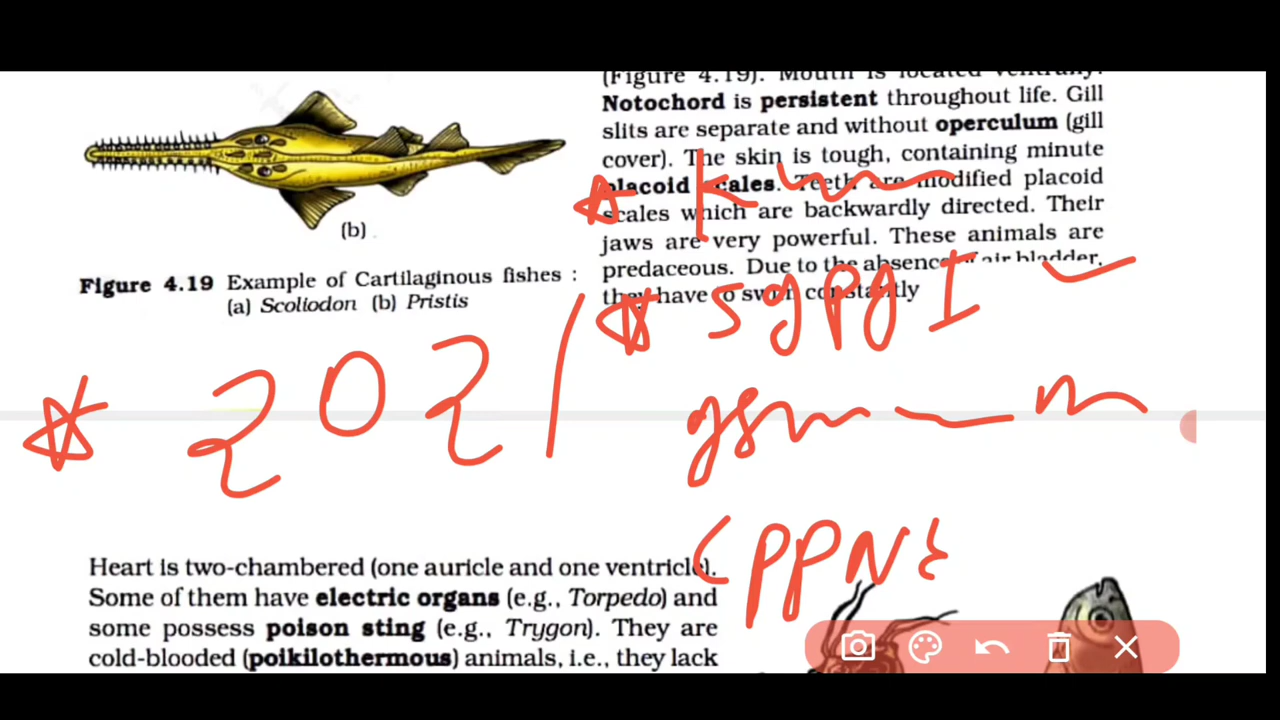 (b)
Figure 4.19 Example of Cartilaginous fishes :
(a) Scoliodon (b) Pristis
(Figure 4.19). Mouth is located ventrally.
Notochord is persistent throughout life. Gill
slits are separate and without operculum (gill
cover). The skin is tough, containing minute
placoid scales. Teeth are modified placoid
scales which are backwardly directed. Their
jaws are very powerful. These animals are
predaceous. Due to the absence of air bladder,
they have to swim constantly
2021
SgpgI
(PPN}
Heart is two-chambered (one auricle and one ventricle).
Some of them have electric organs (e.g., Torpedo) and
some possess poison sting (e.g., Trygon). They are
cold-blooded (poikilothermous) animals, i.e., they lack